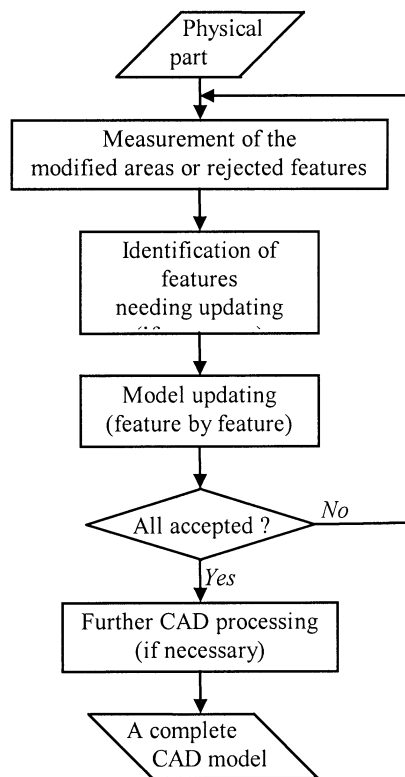 Physical
part
Measurement of the
modified areas or rejected features
Identification of
features
needing updating
Model updating
(feature by feature)
All accepted ?
No
Yes
Further CAD processing
(if necessary)
A complete
CAD model